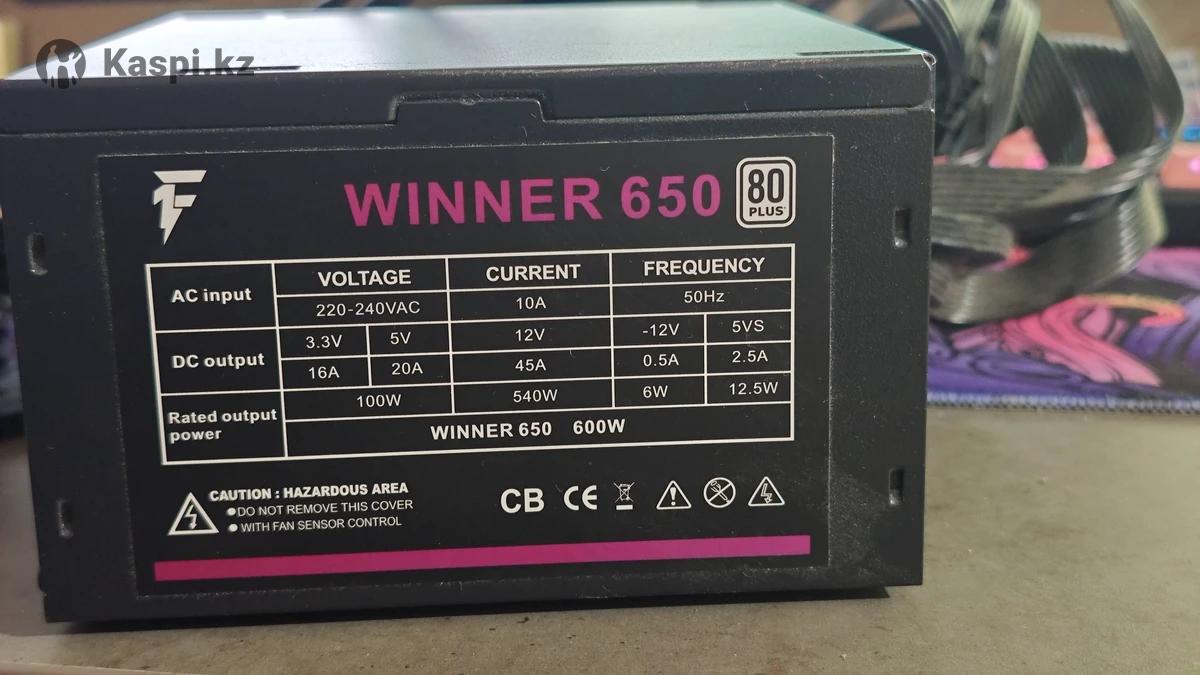 Kaspi.kz
WINNER 650
80
PLUS
AC input
VOLTAGE
CURRENT
FREQUENCY
220-240VAC
10A
50Hz
DC output
3.3V
5V
12V
-12V
5VS
16A
20A
45A
0.5A
2.5A
Rated output
power
100W
540W
6W
12.5W
WINNER 650 600W
CAUTION : HAZARDOUS AREA
●DO NOT REMOVE THIS COVER
● WITH FAN SENSOR CONTROL
CB CE